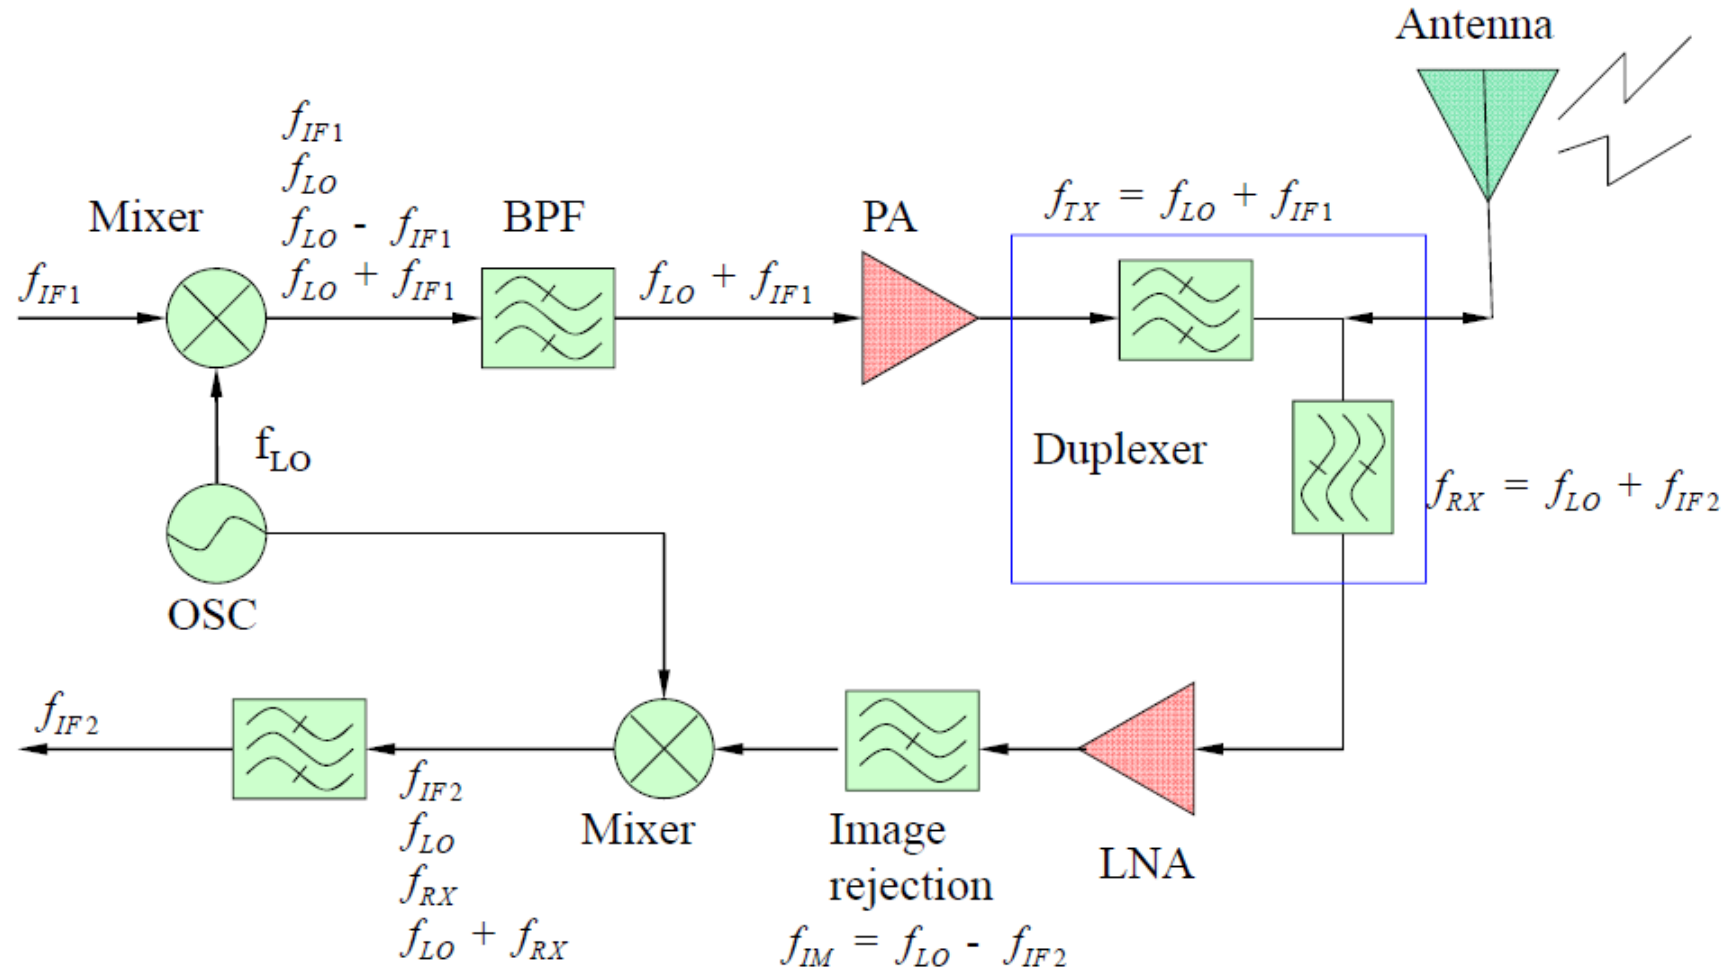 Antenna
f_IF1
f_LO
f_LO - f_IF1
f_LO + f_IF1
Mixer
BPF
PA
f_TX = f_LO + f_IF1
f_IF1
f_LO + f_IF1
f_LO
Duplexer
f_RX = f_LO + f_IF2
OSC
f_IF2
f_IF2
f_LO
f_RX
f_LO + f_RX
Mixer
Image
rejection
f_IM = f_LO - f_IF2
LNA